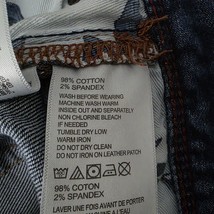 98% COTTON
2% SPANDEX
WASH BEFORE WEARING
MACHINE WASH WARM
INSIDE OUT AND SEPARATELY
NON CHLORINE BLEACH
IF NEEDED
TUMBLE DRY LOW
WARM IRON
DO NOT DRY CLEAN
DO NOT IRON ON LEATHER PATCH
98% COTON
2% SPANDEX
LAVER UNE FOIS AVANT DE PORTER